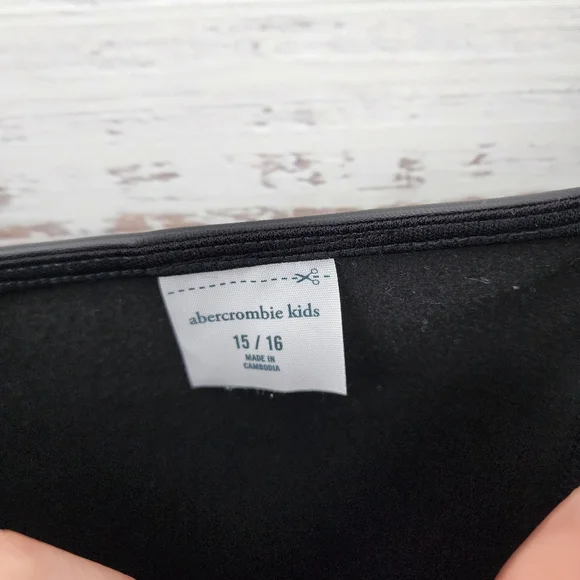 abercrombie kids
15 / 16
MADE IN
CAMBODIA